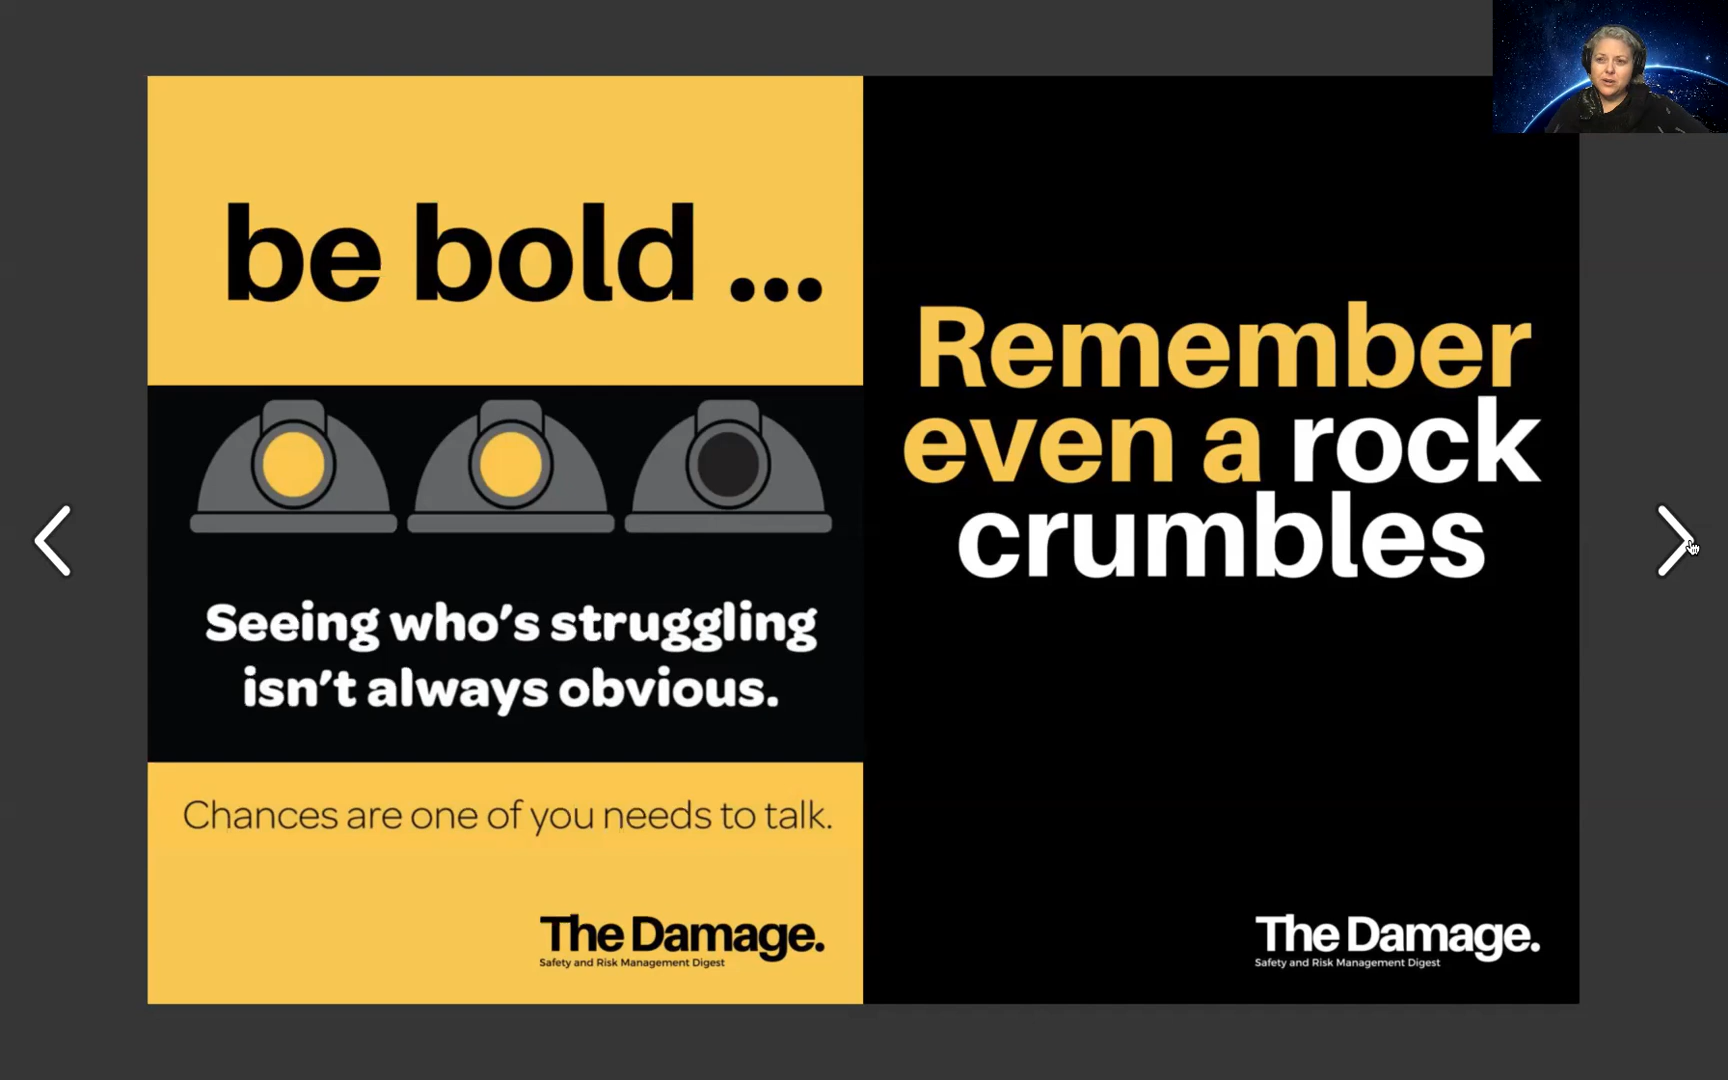 be bold ...
Seeing who's struggling
isn't always obvious.
Chances are one of you needs to talk.
The Damage.
Safety and Risk Management Digest
Remember
even a rock
crumbles
The Damage.
Safety and Risk Management Digest